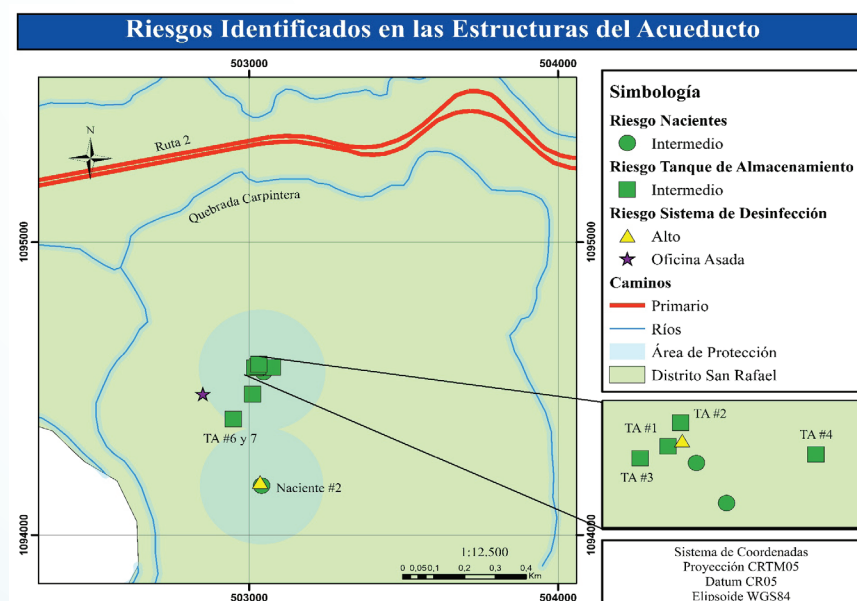 Riesgos Identificados en las Estructuras del Acueducto
503000
504000
N
Ruta 2
Quebrada Carpintera
1095000
1095000
TA #6 y 7
Naciente #2
1094000
1094000
1:12.500
0 0,05 0,1 0,2 0,3 0,4
Km
503000
504000
Simbología
Riesgo Nacientes
Intermedio
Riesgo Tanque de Almacenamiento
Intermedio
Riesgo Sistema de Desinfección
Alto
Oficina Asada
Caminos
Primario
Ríos
Área de Protección
Distrito San Rafael
TA #2
TA #1
TA #4
TA #3
Sistema de Coordenadas
Proyección CRTM05
Datum CR05
Elipsoide WGS84